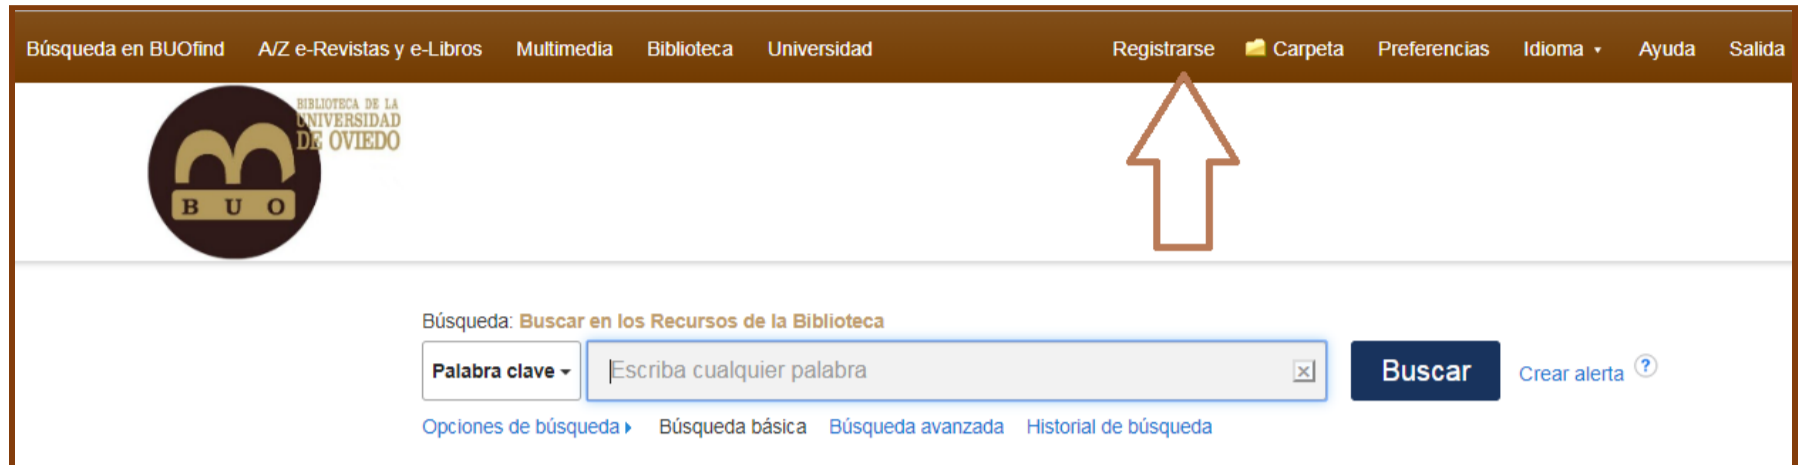 Búsqueda en BUOfind A/Z e-Revistas y e-Libros Multimedia Biblioteca Universidad Registrarse Carpeta Preferencias Idioma Ayuda Salida
BIBLIOTECA DE LA
UNIVERSIDAD
DE OVIEDO
B U O
Búsqueda: Buscar en los Recursos de la Biblioteca
Palabra clave Escriba cualquier palabra x Buscar Crear alerta ?
Opciones de búsqueda Búsqueda básica Búsqueda avanzada Historial de búsqueda